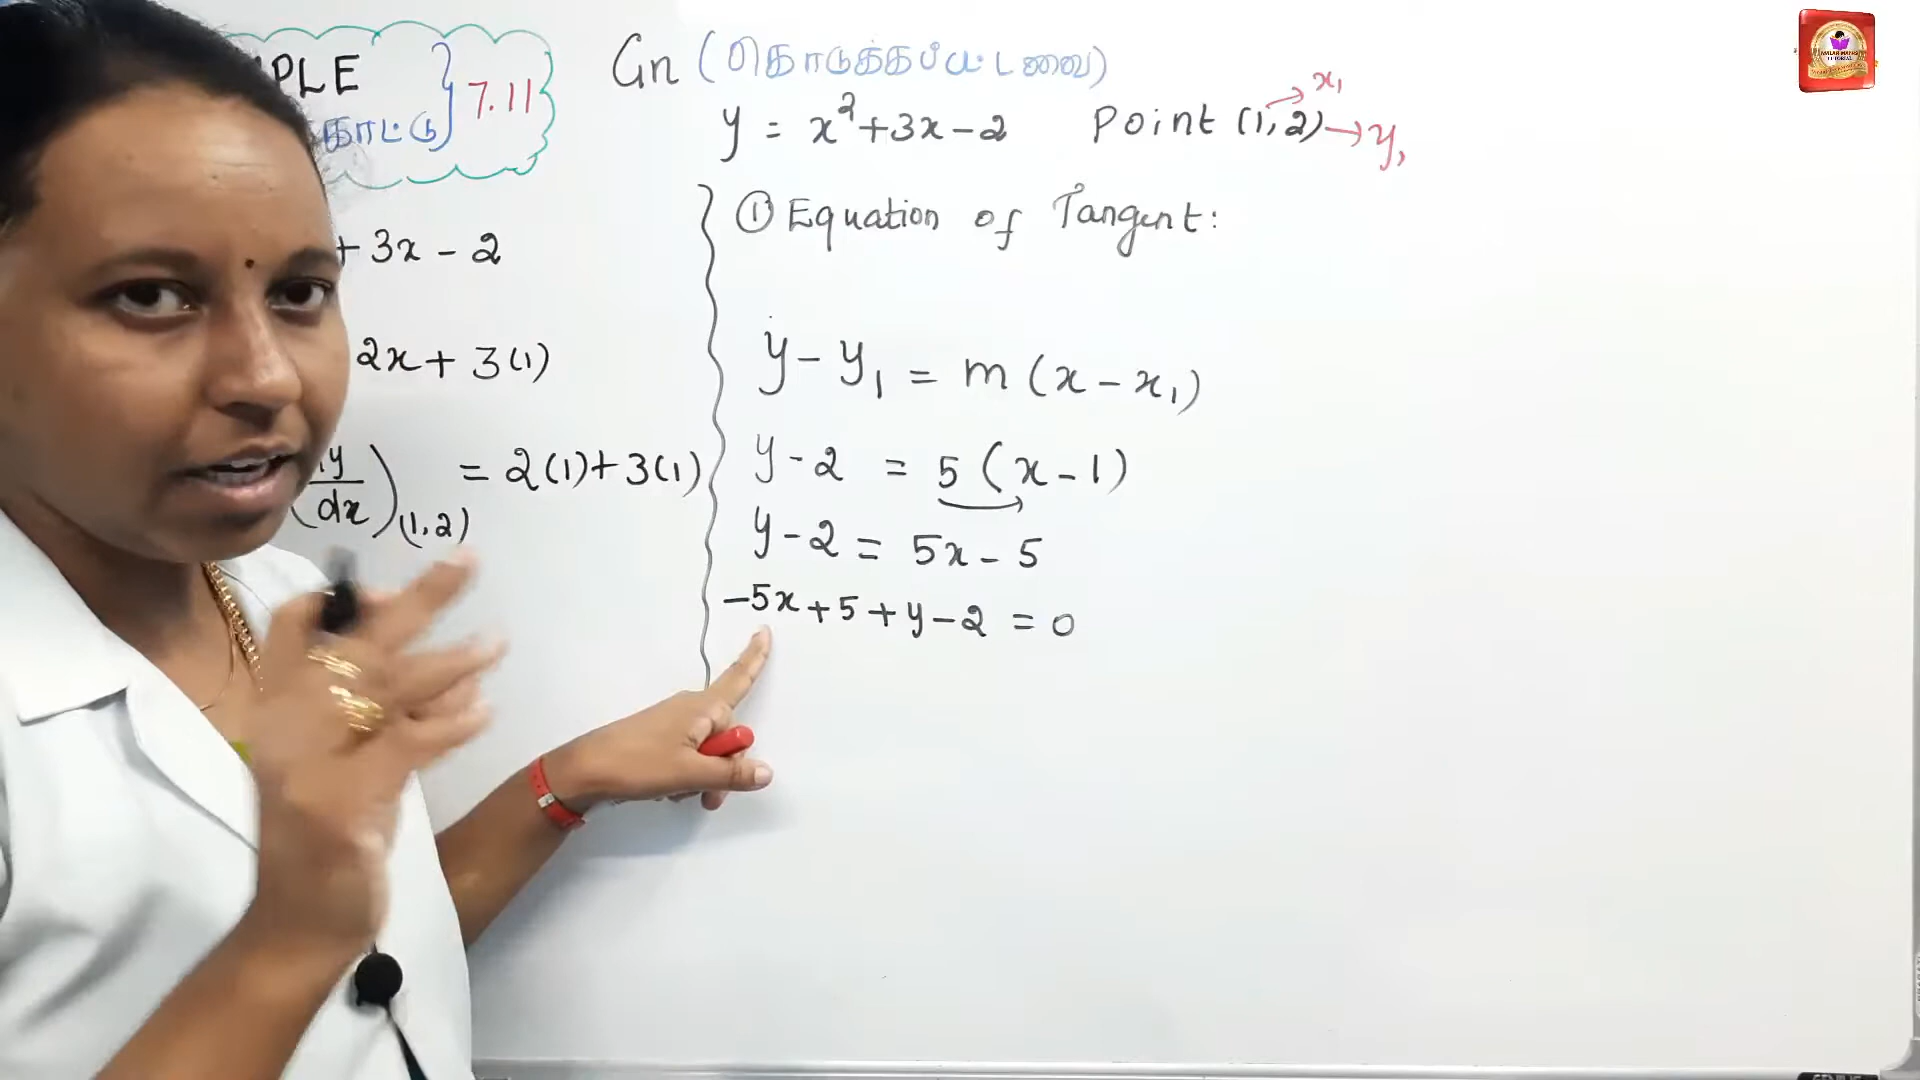 PLE
7.11
Gn (கொடுக்கப்பட்டவை)
y = x² + 3x - 2 Point (1, 2) → y₁
x₁
+ 3x - 2
2x + 3(1)
dx (1, 2) = 2(1) + 3(1)
① Equation of Tangent:
y - y₁ = m (x - x₁)
y - 2 = 5 (x - 1)
y - 2 = 5x - 5
-5x + 5 + y - 2 = 0